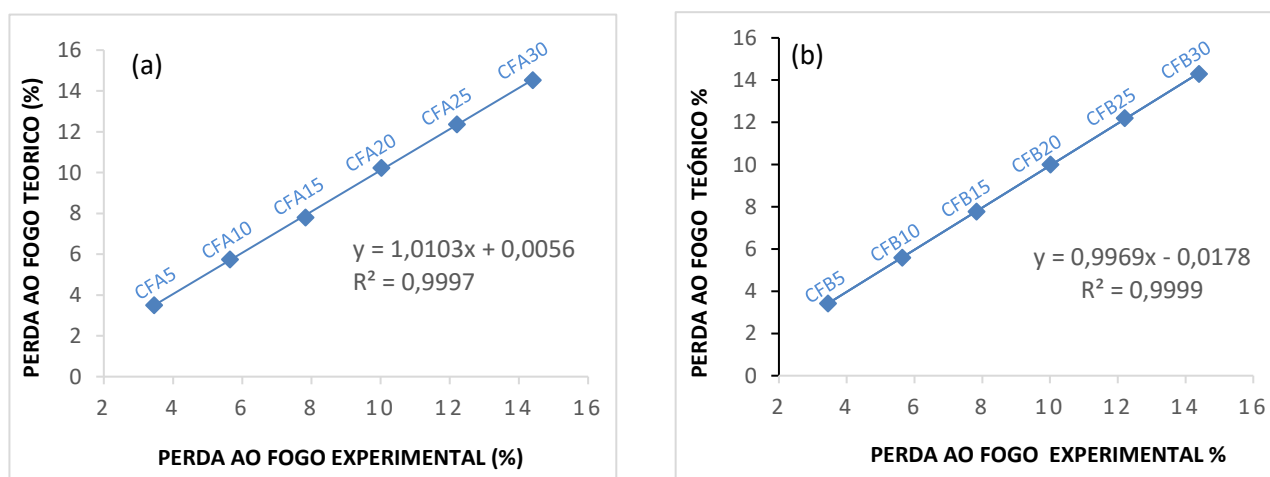 (a)
PERDA AO FOGO TEORICO (%)
16
14
12
10
8
6
4
2
0
CFA5
CFA10
CFA15
CFA20
CFA25
CFA30
y = 1,0103x + 0,0056
R² = 0,9997
2 4 6 8 10 12 14 16
PERDA AO FOGO EXPERIMENTAL (%)
(b)
PERDA AO FOGO TEÓRICO %
16
14
12
10
8
6
4
2
0
CFB5
CFB10
CFB15
CFB20
CFB25
CFB30
y = 0,9969x - 0,0178
R² = 0,9999
2 4 6 8 10 12 14 16
PERDA AO FOGO EXPERIMENTAL %